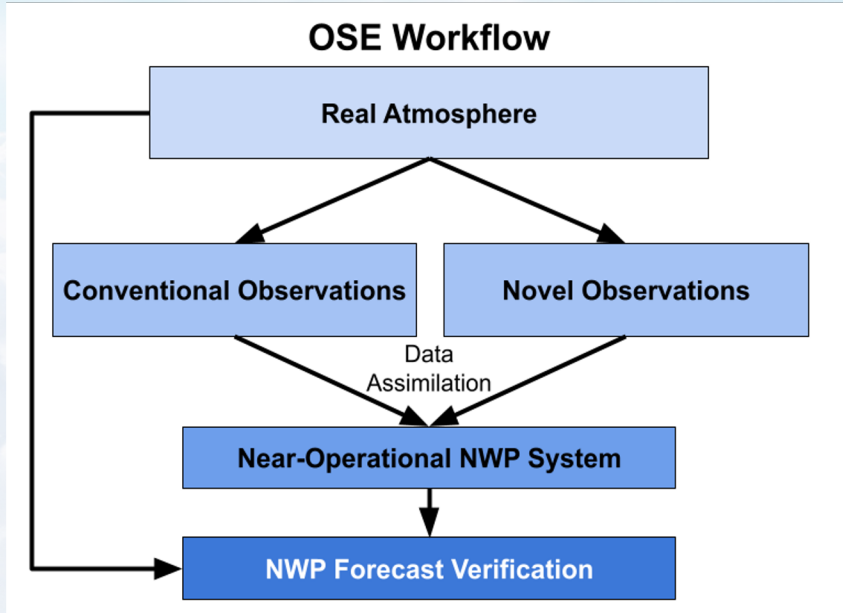 OSE Workflow
Real Atmosphere
Conventional Observations
Novel Observations
Data
Assimilation
Near-Operational NWP System
NWP Forecast Verification